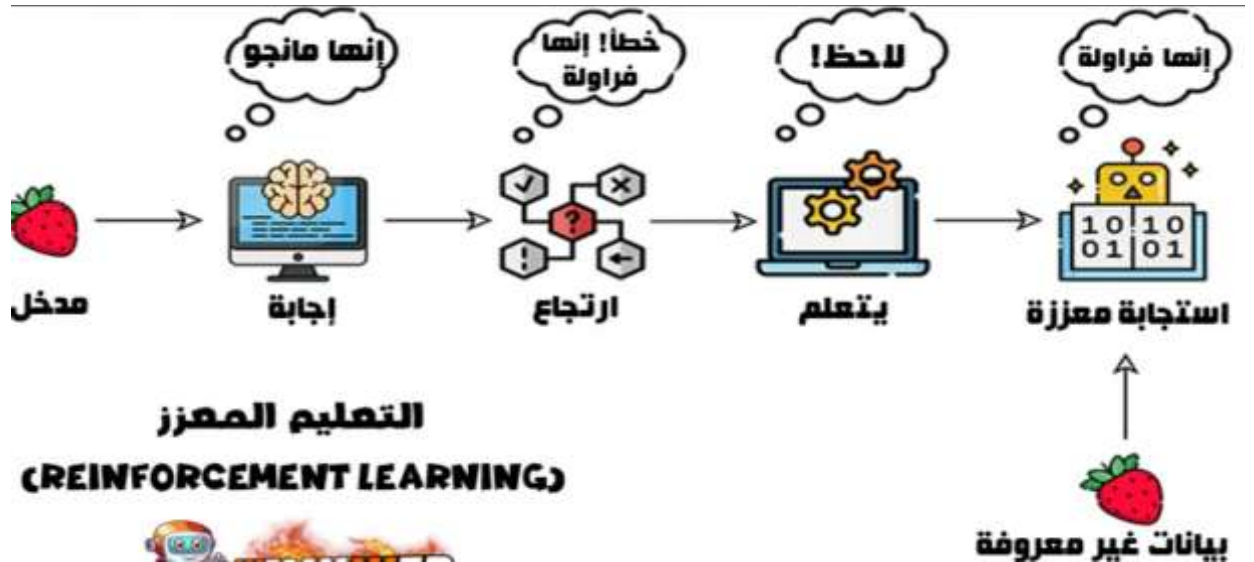 إنها مانجو
خطأ! إنها
فراولة
لاحظ!
إنها فراولة
10 10
01 01
مدخل
إجابة
ارتجاع
يتعلم
استجابة معززة
التعليم المعزز
(REINFORCEMENT LEARNING)
بيانات غير معروفة